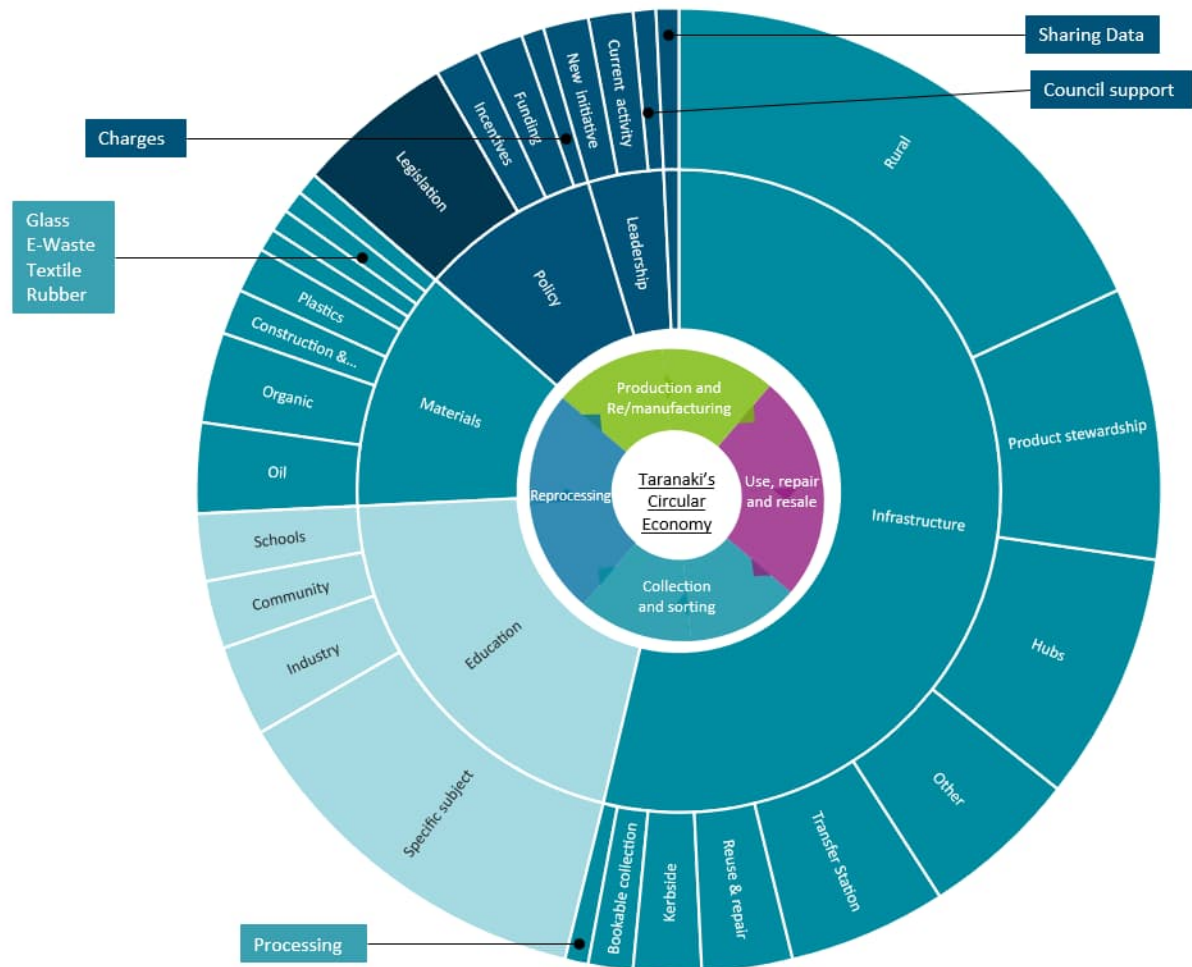 Sharing Data
Council support
Charges
Glass
E-Waste
Textile
Rubber
Processing
Legislation
Incentives
Funding
New initiative
Current activity
Rural
Product stewardship
Hubs
Other
Transfer Station
Reuse & repair
Kerbside
Bookable collection
Specific subject
Industry
Community
Schools
Oil
Organic
Construction &...
Plastics
Policy
Leadership
Infrastructure
Education
Materials
Production and
Re/manufacturing
Use, repair
and resale
Collection
and sorting
Reprocessing
Taranaki’s
Circular
Economy